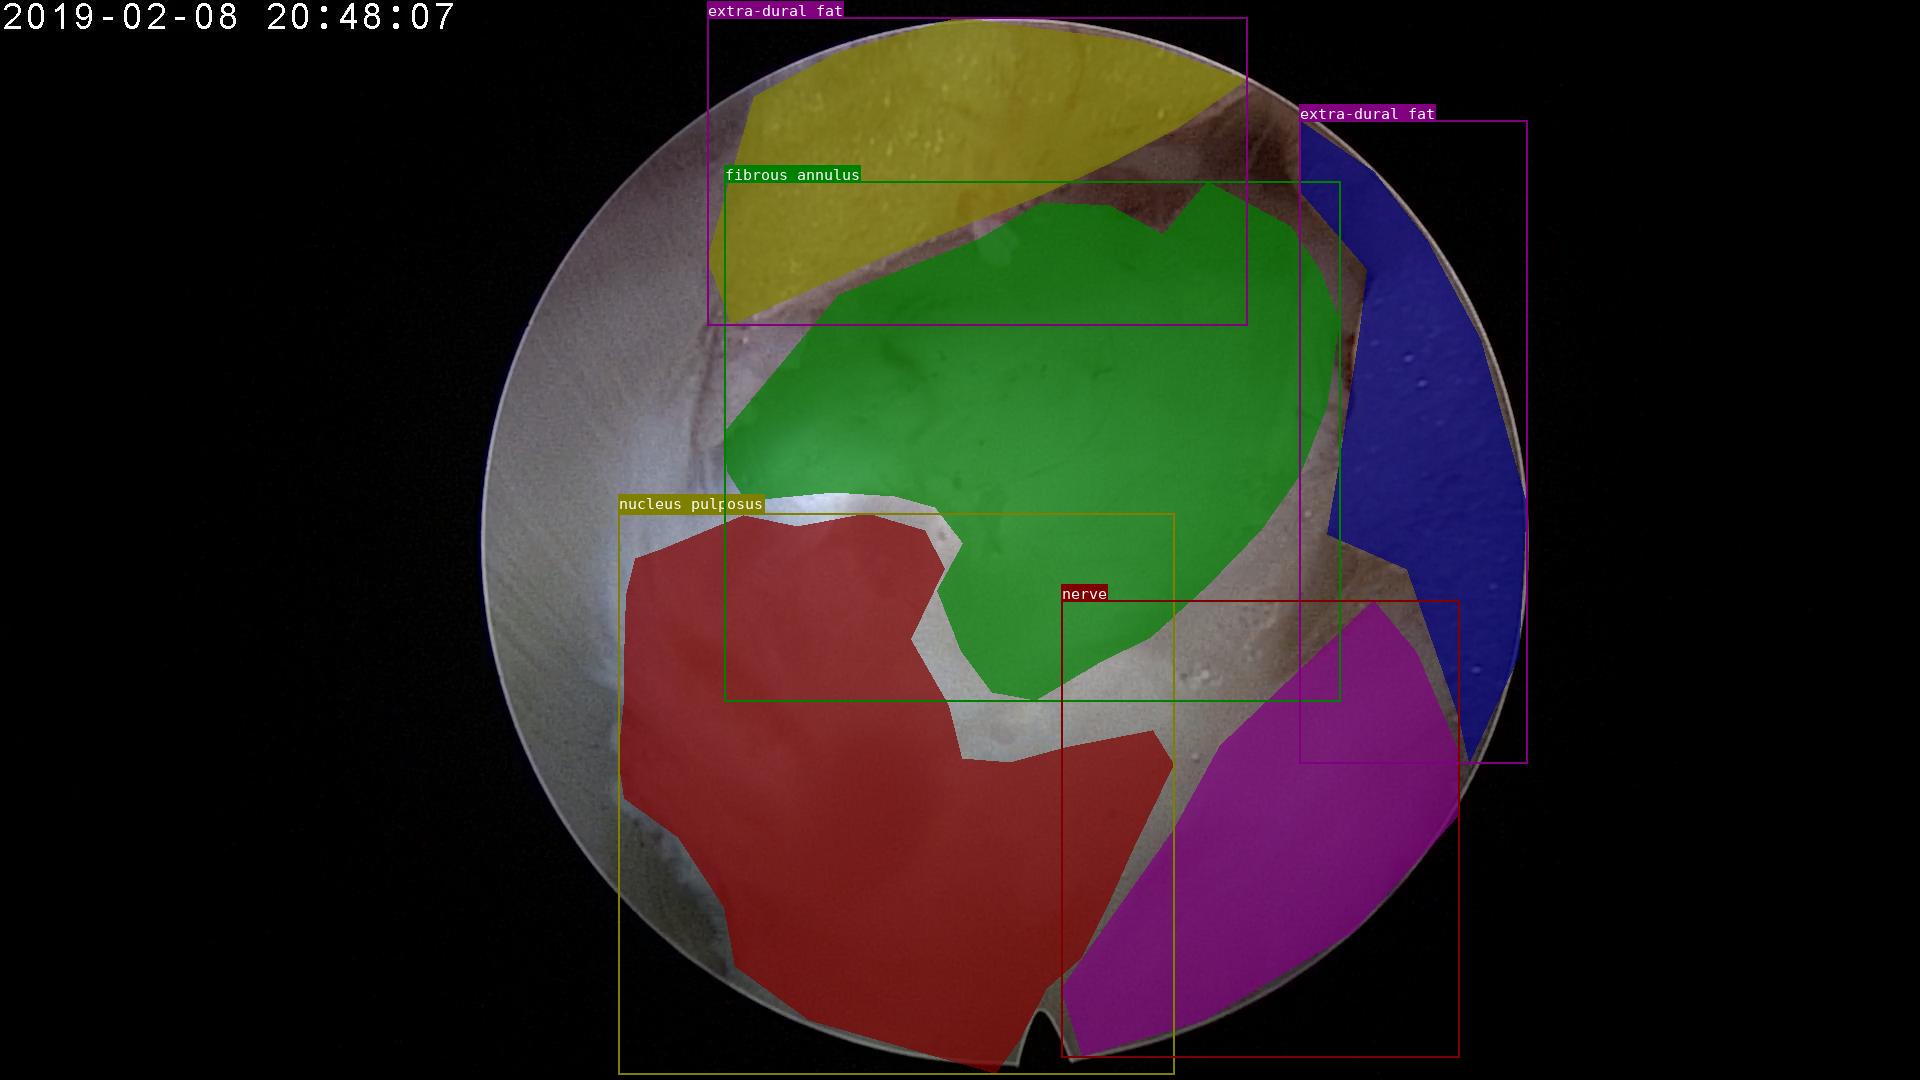 2019-02-08 20:48:07
extra-dural fat
extra-dural fat
fibrous annulus
nucleus pulposus
nerve